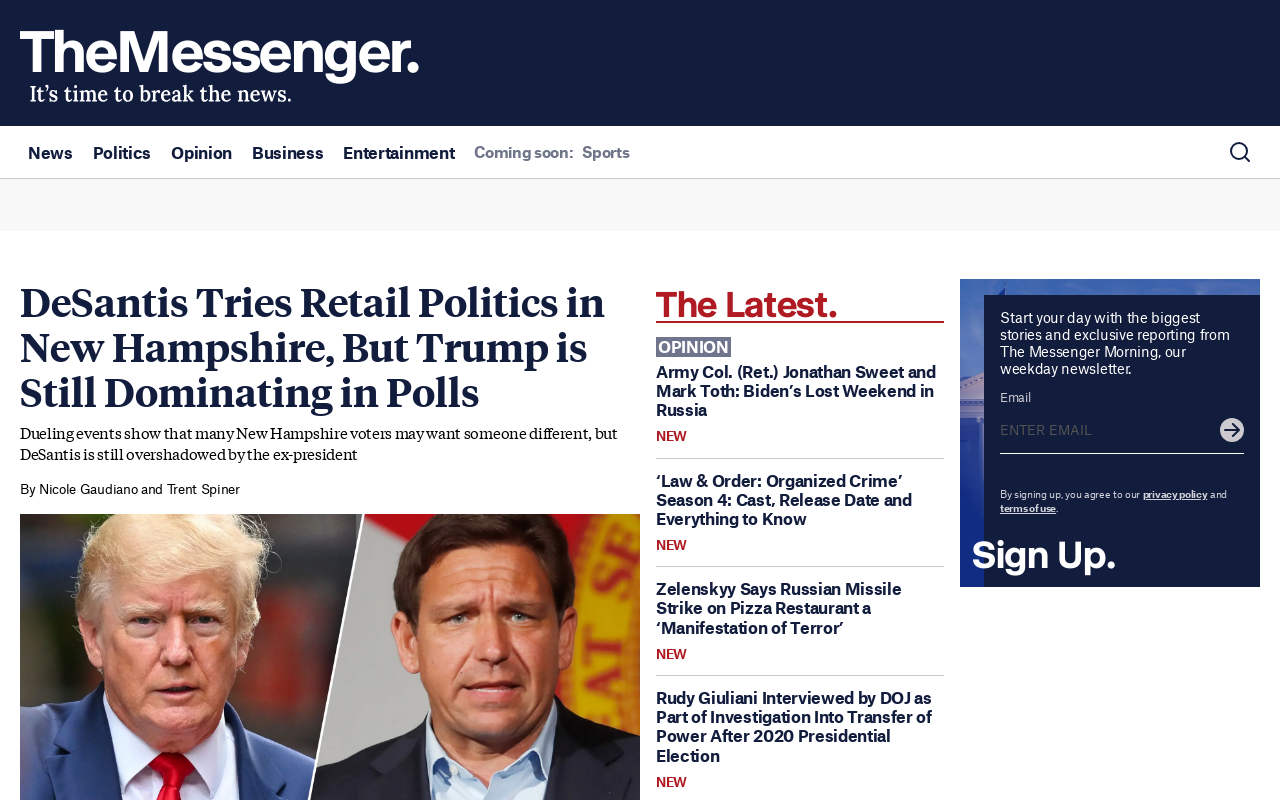 TheMessenger.
It's time to break the news.
News Politics Opinion Business Entertainment Coming soon: Sports
DeSantis Tries Retail Politics in
New Hampshire, But Trump is
Still Dominating in Polls
Dueling events show that many New Hampshire voters may want someone different, but
DeSantis is still overshadowed by the ex-president
By Nicole Gaudiano and Trent Spiner
The Latest.
OPINION
Army Col. (Ret.) Jonathan Sweet and
Mark Toth: Biden's Lost Weekend in
Russia
NEW
‘Law & Order: Organized Crime’
Season 4: Cast, Release Date and
Everything to Know
NEW
Zelenskyy Says Russian Missile
Strike on Pizza Restaurant a
‘Manifestation of Terror’
NEW
Rudy Giuliani Interviewed by DOJ as
Part of Investigation Into Transfer of
Power After 2020 Presidential
Election
NEW
Start your day with the biggest
stories and exclusive reporting from
The Messenger Morning, our
weekday newsletter.
Email
ENTER EMAIL
By signing up, you agree to our privacy policy and
terms of use.
Sign Up.